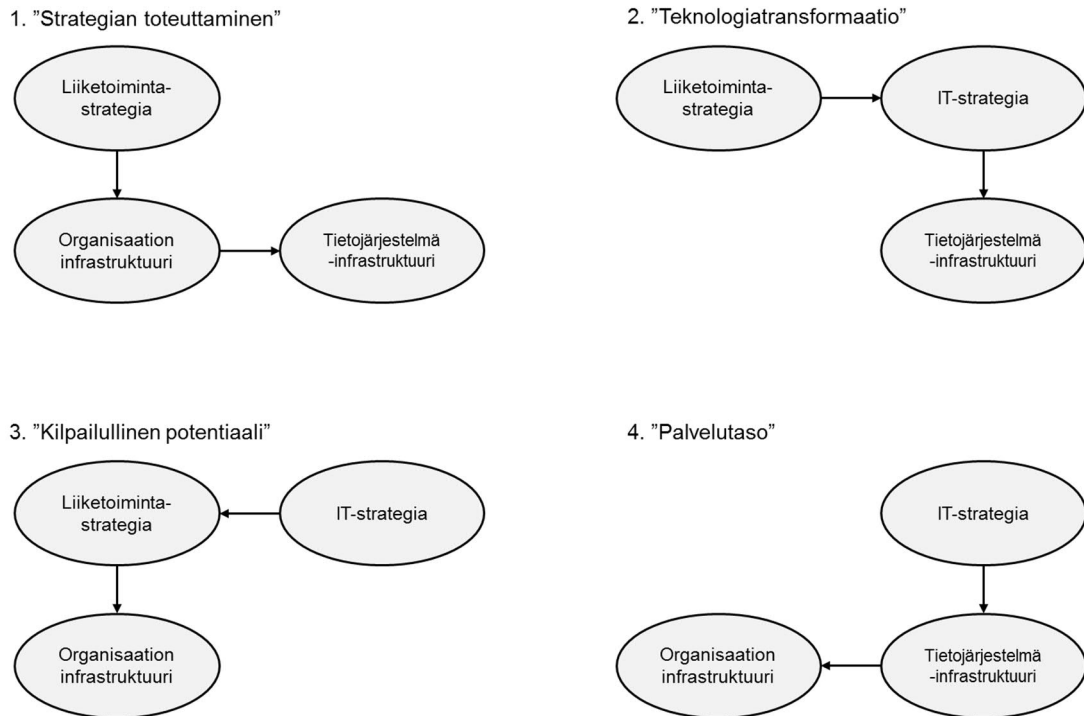 1. ”Strategian toteuttaminen”
Liiketoiminta-
strategia
Organisaation
infrastruktuuri
Tietojärjestelmä
-infrastruktuuri
2. ”Teknologiatransformaatio”
Liiketoiminta-
strategia
IT-strategia
Tietojärjestelmä
-infrastruktuuri
3. ”Kilpailullinen potentiaali”
Liiketoiminta-
strategia
IT-strategia
Organisaation
infrastruktuuri
4. ”Palvelutaso”
IT-strategia
Organisaation
infrastruktuuri
Tietojärjestelmä
-infrastruktuuri